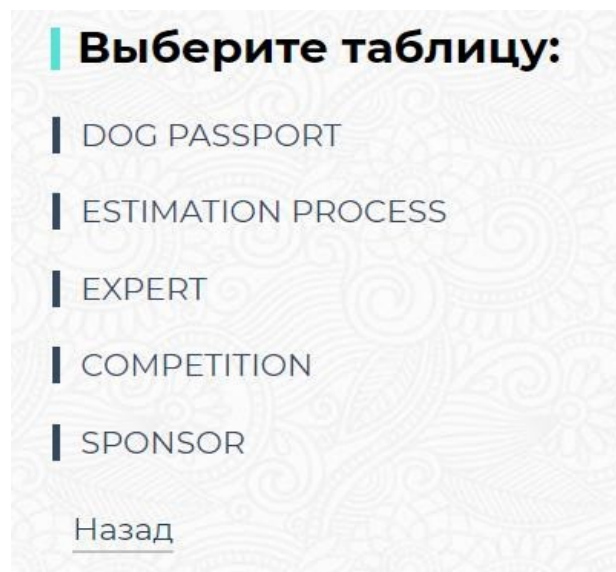 Выберите таблицу:
DOG PASSPORT
ESTIMATION PROCESS
EXPERT
COMPETITION
SPONSOR
Назад